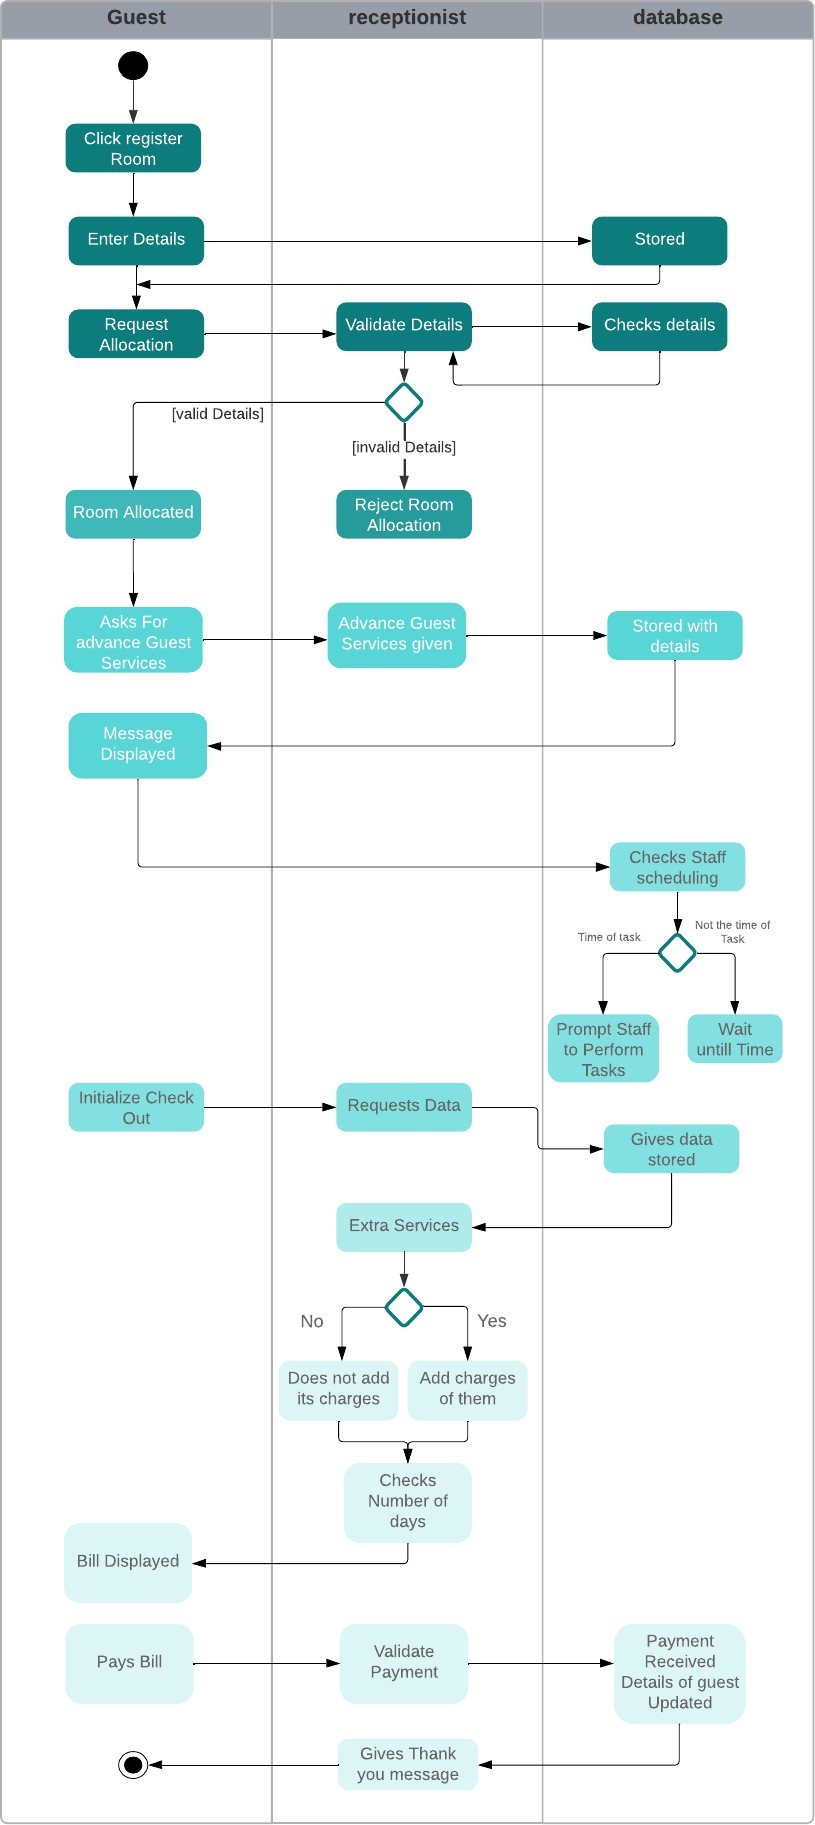 Guest
receptionist
database
Click register
Room
Enter Details
Stored
Request
Allocation
Validate Details
Checks details
[valid Details]
[invalid Details]
Room Allocated
Reject Room
Allocation
Asks For
advance Guest
Services
Advance Guest
Services given
Stored with
details
Message
Displayed
Checks Staff
scheduling
Time of task
Not the time of
Task
Prompt Staff
to Perform
Tasks
Wait
untill Time
Initialize Check
Out
Requests Data
Gives data
stored
Extra Services
No
Yes
Does not add
its charges
Add charges
of them
Checks
Number of
days
Bill Displayed
Pays Bill
Validate
Payment
Payment
Received
Details of guest
Updated
Gives Thank
you message